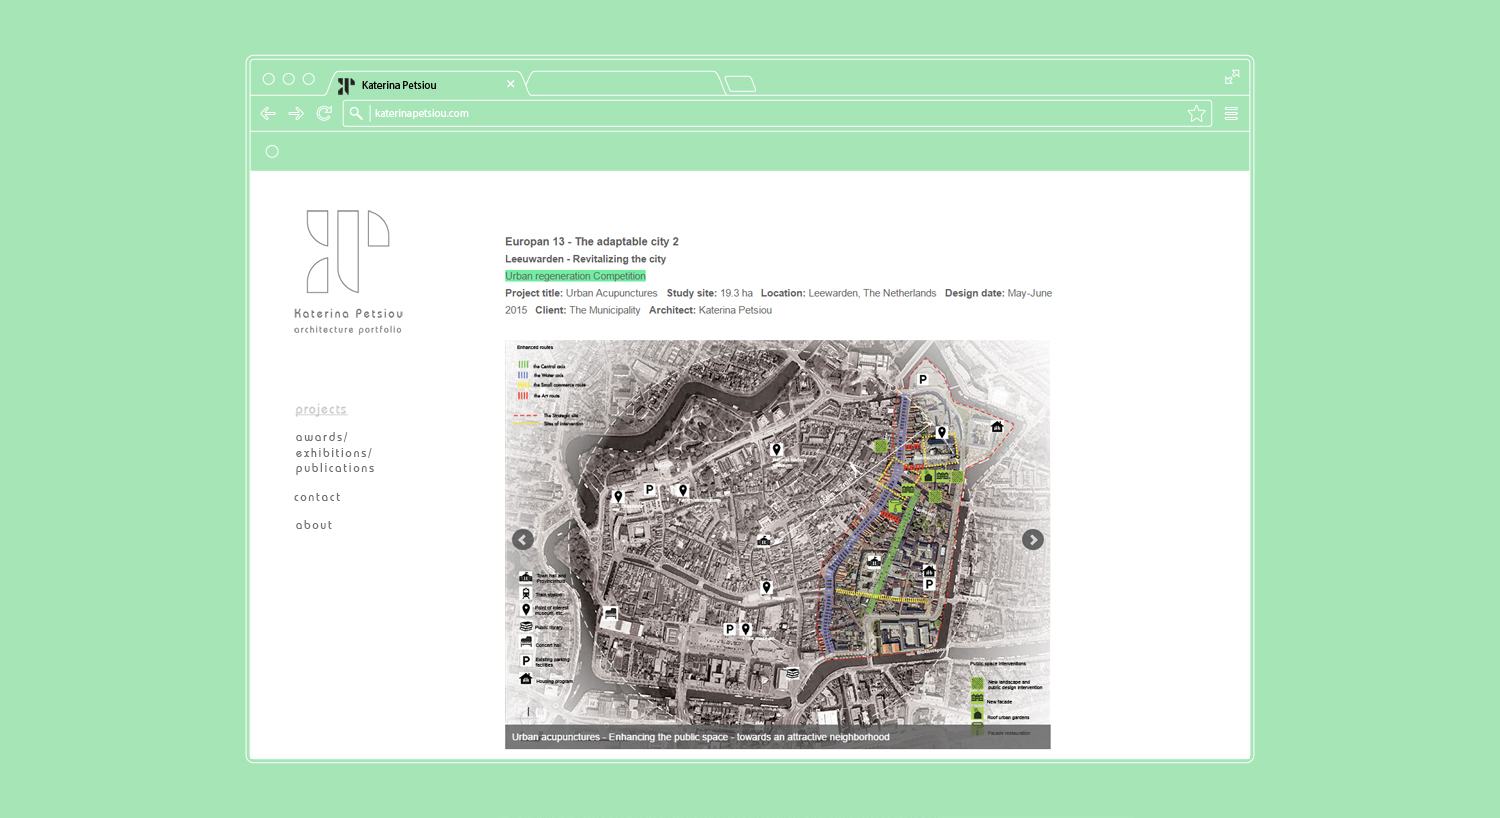 Katerina Petsiou
katerinapetsiou.com
Katerina Petsiou
architecture portfolio
projects
awards/
exhibitions/
publications
contact
about
Europan 13 - The adaptable city 2
Leeuwarden - Revitalizing the city
Urban regeneration Competition
Project title: Urban Acupunctures Study site: 19.3 ha Location: Leewarden, The Netherlands Design date: May-June
2015 Client: The Municipality Architect: Katerina Petsiou
Enhanced routes
the Central axis
the Water axis
the Small commerce route
the Art route
The Strategic site
Sites of intervention
P
P
P
P
Town hall and
Provinciehuis
Train station
Point of interest
museum, etc.
Public library
Concert hall
P
Existing parking
facilities
Housing program
Public space interventions
New landscape and
public design intervention
New facade
Roof urban gardens
Facade restauration
Urban acupunctures - Enhancing the public space - towards an attractive neighborhood